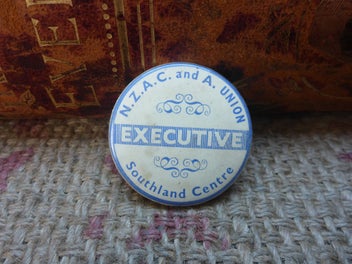 N.Z.A.C. and A. UNION
EXECUTIVE
Southland Centre